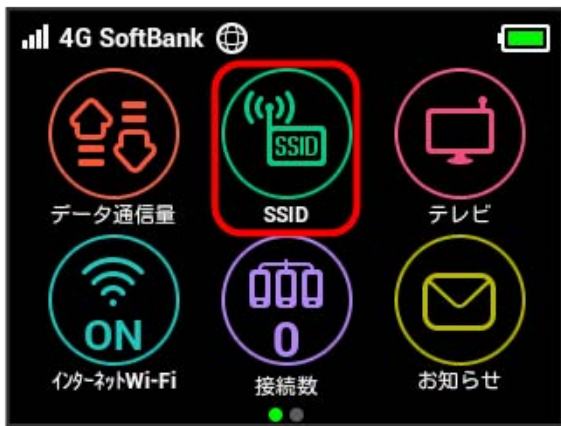 4G SoftBank
SSID
データ通信量
SSID
テレビ
ON
0
インターネットWi-Fi
接続数
お知らせ